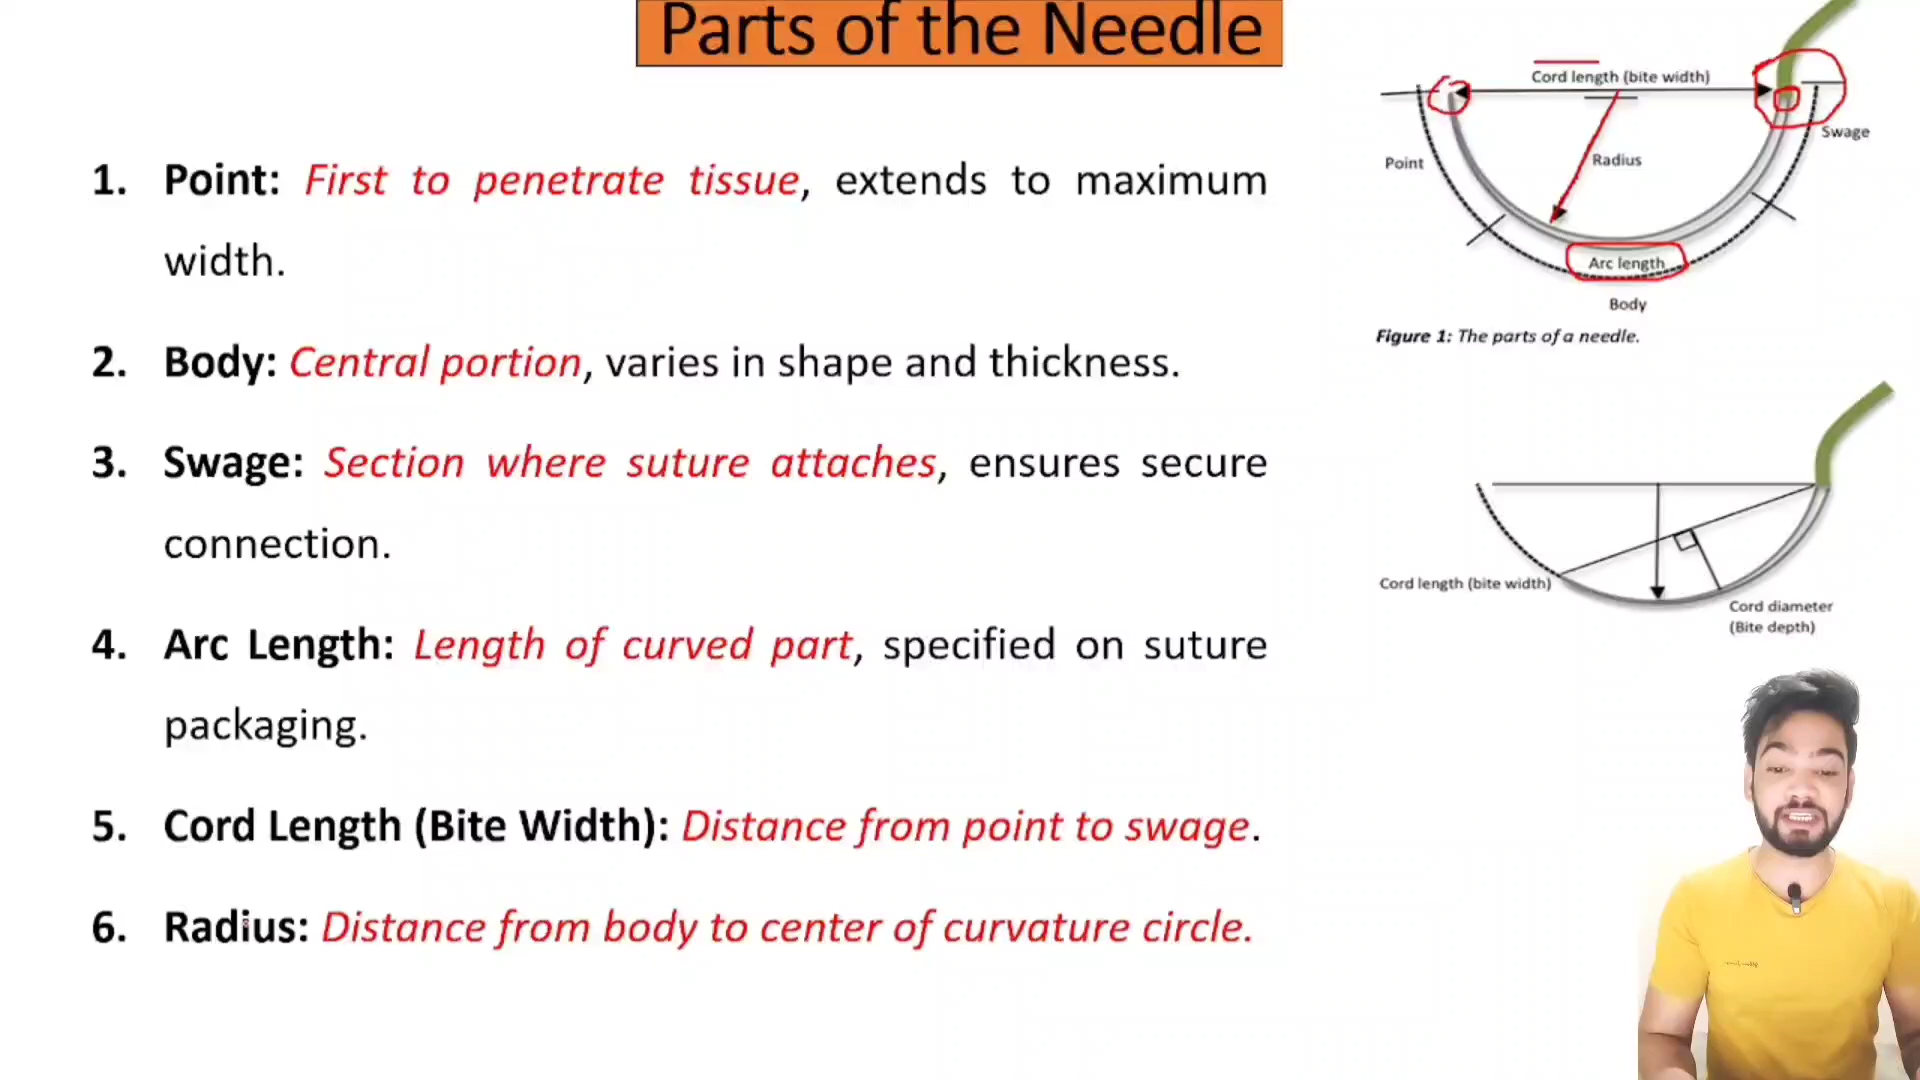 Parts of the Needle
1. Point: First to penetrate tissue, extends to maximum
width.
2. Body: Central portion, varies in shape and thickness.
3. Swage: Section where suture attaches, ensures secure
connection.
4. Arc Length: Length of curved part, specified on suture
packaging.
5. Cord Length (Bite Width): Distance from point to swage.
6. Radius: Distance from body to center of curvature circle.
Cord length (bite width)
Swage
Point
Radius
Arc length
Body
Figure 1: The parts of a needle.
Cord length (bite width)
Cord diameter
(Bite depth)